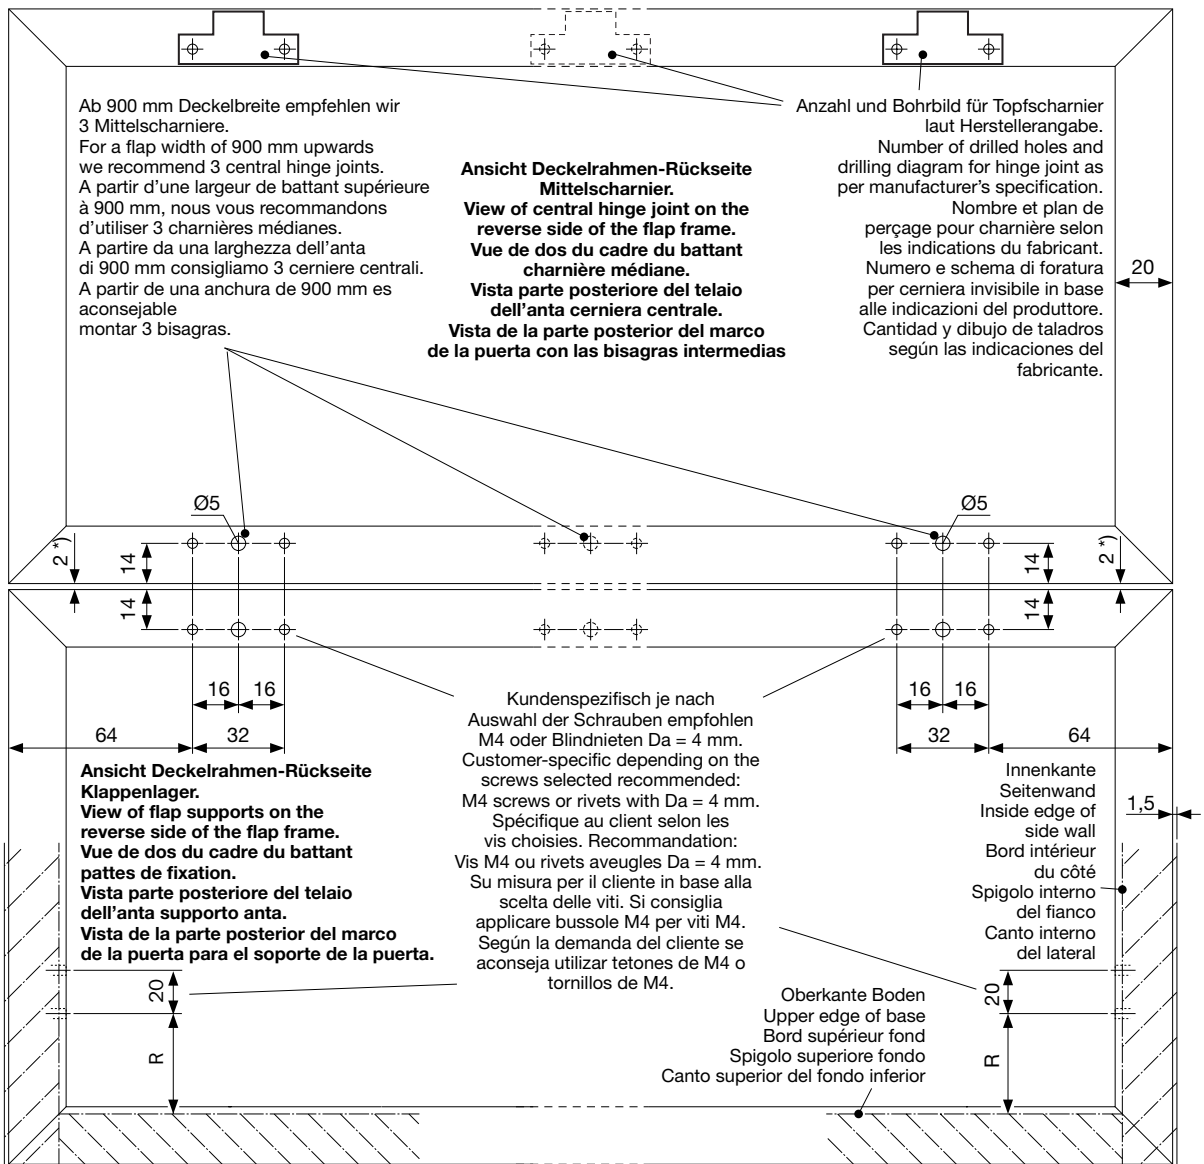 Ab 900 mm Deckelbreite empfehlen wir
3 Mittelscharniere.
For a flap width of 900 mm upwards
we recommend 3 central hinge joints.
A partir d’une largeur de battant supérieure
à 900 mm, nous vous recommandons
d’utiliser 3 charnières médianes.
A partire da una larghezza dell’anta
di 900 mm consigliamo 3 cerniere centrali.
A partir de una anchura de 900 mm es
aconsejable
montar 3 bisagras.
Ansicht Deckelrahmen-Rückseite
Mittelscharnier.
View of central hinge joint on the
reverse side of the flap frame.
Vue de dos du cadre du battant
charnière médiane.
Vista parte posteriore del telaio
dell’anta cerniera centrale.
Vista de la parte posterior del marco
de la puerta con las bisagras intermedias
Anzahl und Bohrbild für Topfscharnier
laut Herstellerangabe.
Number of drilled holes and
drilling diagram for hinge joint as
per manufacturer’s specification.
Nombre et plan de
perçage pour charnière selon
les indications du fabricant.
Numero e schema di foratura
per cerniera invisibile in base
alle indicazioni del produttore.
Cantidad y dibujo de taladros
según las indicaciones del
fabricante.
20
Ø5
Ø5
2 *)
14
14
2 *)
14
14
16
16
16
16
64
32
32
64
Kundenspezifisch je nach
Auswahl der Schrauben empfohlen
M4 oder Blindnieten Da = 4 mm.
Customer-specific depending on the
screws selected recommended:
M4 screws or rivets with Da = 4 mm.
Spécifique au client selon les
vis choisies. Recommandation:
Vis M4 ou rivets aveugles Da = 4 mm.
Su misura per il cliente in base alla
scelta delle viti. Si consiglia
applicare bussole M4 per viti M4.
Según la demanda del cliente se
aconseja utilizar tetones de M4 o
tornillos de M4.
Ansicht Deckelrahmen-Rückseite
Klappenlager.
View of flap supports on the
reverse side of the flap frame.
Vue de dos du cadre du battant
pattes de fixation.
Vista parte posteriore del telaio
dell’anta supporto anta.
Vista de la parte posterior del marco
de la puerta para el soporte de la puerta.
Innenkante
Seitenwand
Inside edge of
side wall
Bord intérieur
du côté
Spigolo interno
del fianco
Canto interno
del lateral
1,5
20
20
R
R
Oberkante Boden
Upper edge of base
Bord supérieur fond
Spigolo superiore fondo
Canto superior del fondo inferior